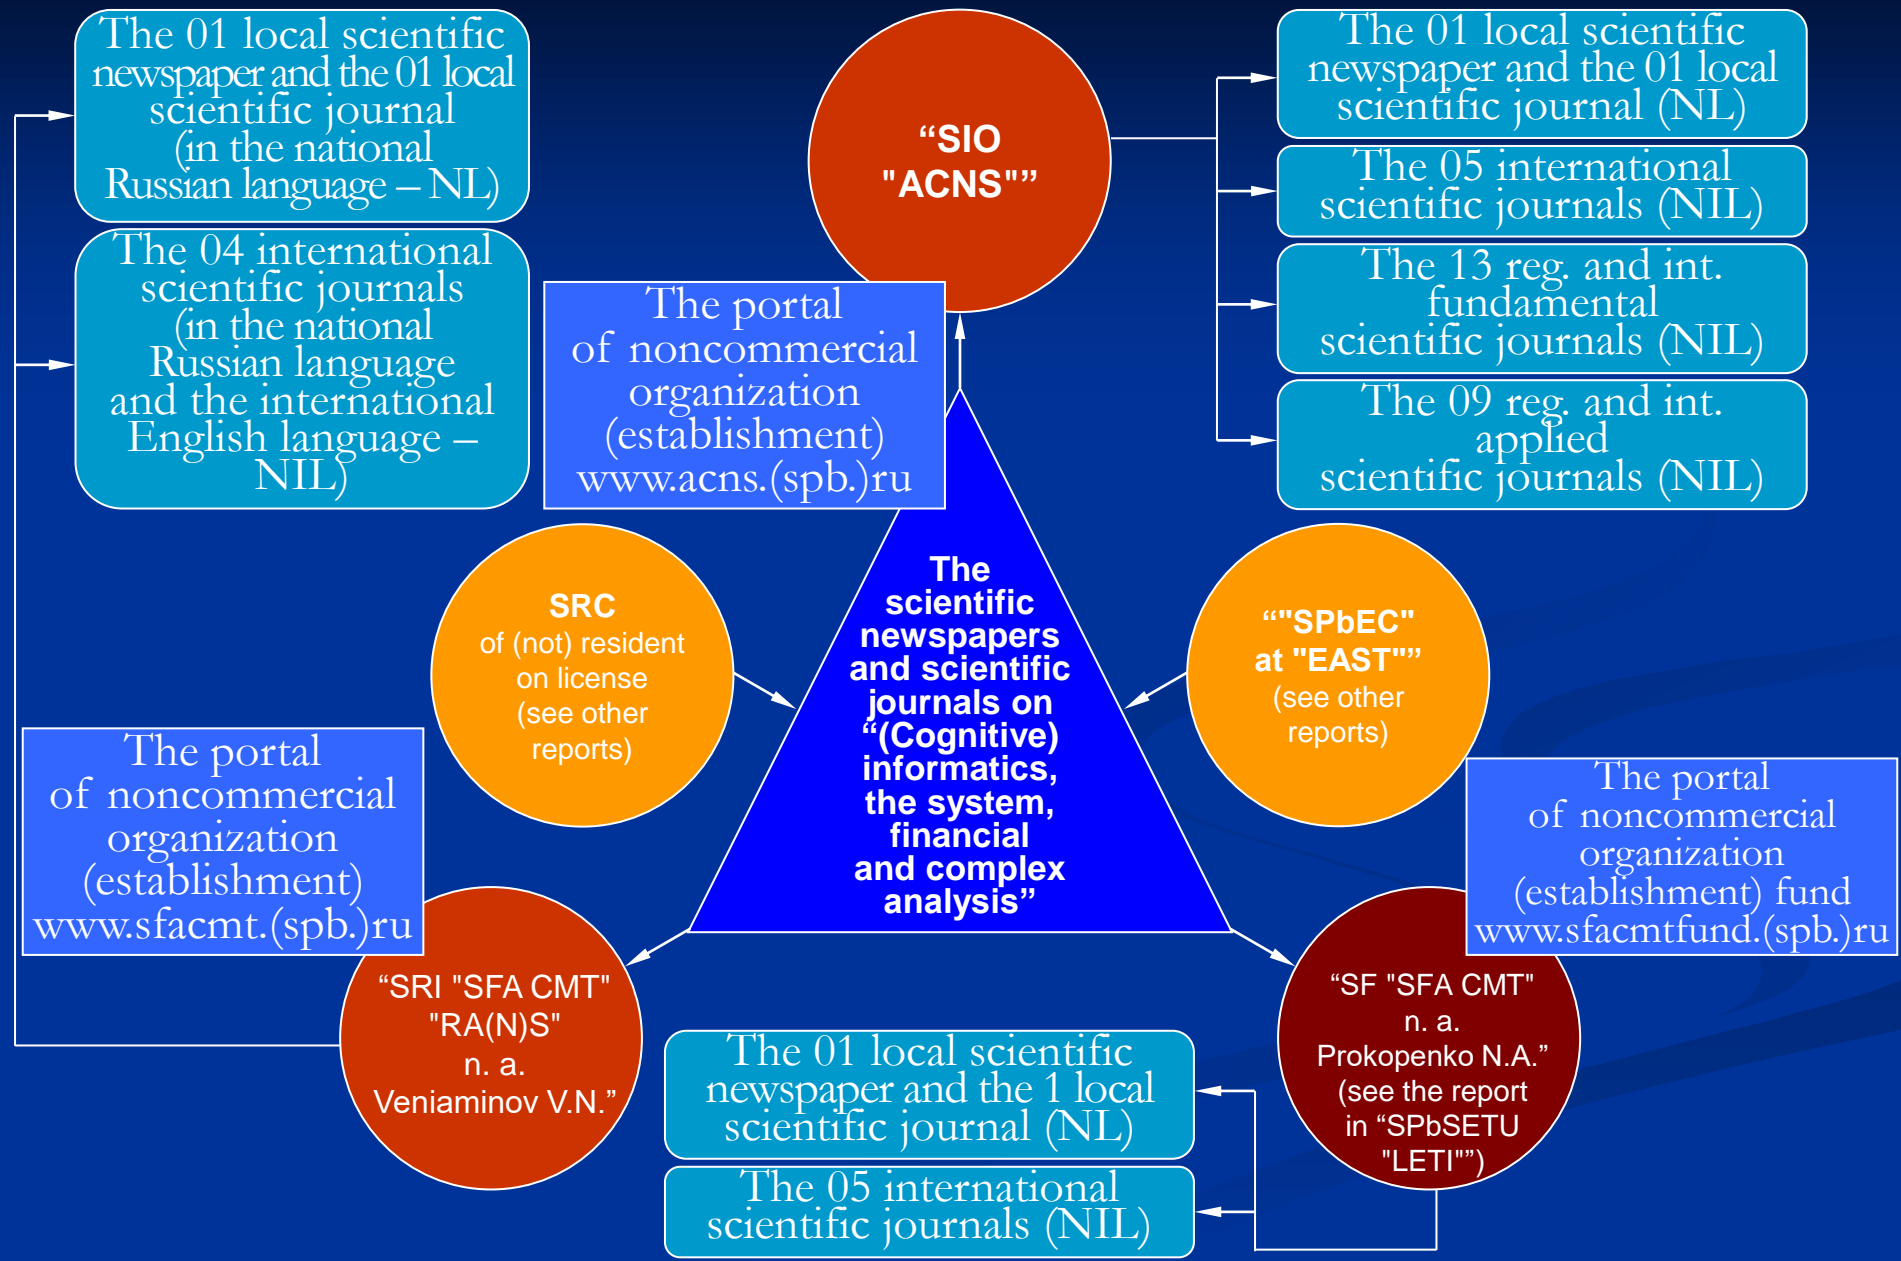 The 01 local scientific
newspaper and the 01 local
scientific journal
(in the national
Russian language – NL)
The 04 international
scientific journals
(in the national
Russian language
and the international
English language –
NIL)
“SIO
"ACNS"”
The 01 local scientific
newspaper and the 01 local
scientific journal (NL)
The 05 international
scientific journals (NIL)
The 13 reg. and int.
fundamental
scientific journals (NIL)
The 09 reg. and int.
applied
scientific journals (NIL)
The portal
of noncommercial
organization
(establishment)
www.acns.(spb.)ru
SRC
of (not) resident
on license
(see other
reports)
The
scientific
newspapers
and scientific
journals on
“(Cognitive)
informatics,
the system,
financial
and complex
analysis”
“"SPbEC"
at "EAST"”
(see other
reports)
The portal
of noncommercial
organization
(establishment)
www.sfacmt.(spb.)ru
The portal
of noncommercial
organization
(establishment) fund
www.sfacmtfund.(spb.)ru
“SRI "SFA CMT"
"RA(N)S"
n. a.
Veniaminov V.N.”
“SF "SFA CMT"
n. a.
Prokopenko N.A.”
(see the report
in “SPbSETU
"LETI"”)
The 01 local scientific
newspaper and the 1 local
scientific journal (NL)
The 05 international
scientific journals (NIL)